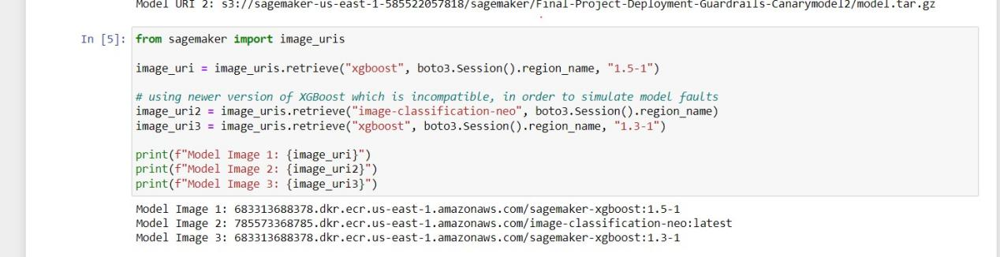 Model URI 2: s3://sagemaker-us-east-1-585522057818/sagemaker/Final-Project-Deployment-Guardrails-Canarymodel2/model.tar.gz
In [5]: from sagemaker import image_uris
image_uri = image_uris.retrieve("xgboost", boto3.Session().region_name, "1.5-1")
# using newer version of XGBoost which is incompatible, in order to simulate model faults
image_uri2 = image_uris.retrieve("image-classification-neo", boto3.Session().region_name)
image_uri3 = image_uris.retrieve("xgboost", boto3.Session().region_name, "1.3-1")
print(f"Model Image 1: {image_uri}")
print(f"Model Image 2: {image_uri2}")
print(f"Model Image 3: {image_uri3}")
Model Image 1: 683313688378.dkr.ecr.us-east-1.amazonaws.com/sagemaker-xgboost:1.5-1
Model Image 2: 785573368785.dkr.ecr.us-east-1.amazonaws.com/image-classification-neo:latest
Model Image 3: 683313688378.dkr.ecr.us-east-1.amazonaws.com/sagemaker-xgboost:1.3-1